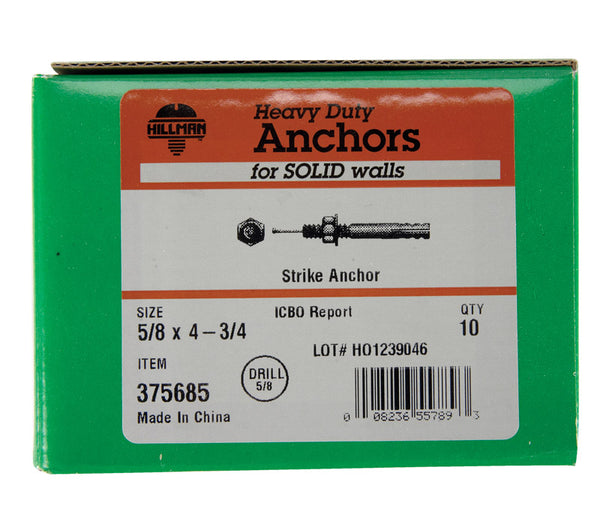 HILLMAN
™
Heavy Duty
Anchors
for SOLID walls
Strike Anchor
SIZE
5/8 x 4 – 3/4
ICBO Report
QTY
10
LOT# HO1239046
ITEM
375685
DRILL
5/8
Made In China
0 08236 55789 3